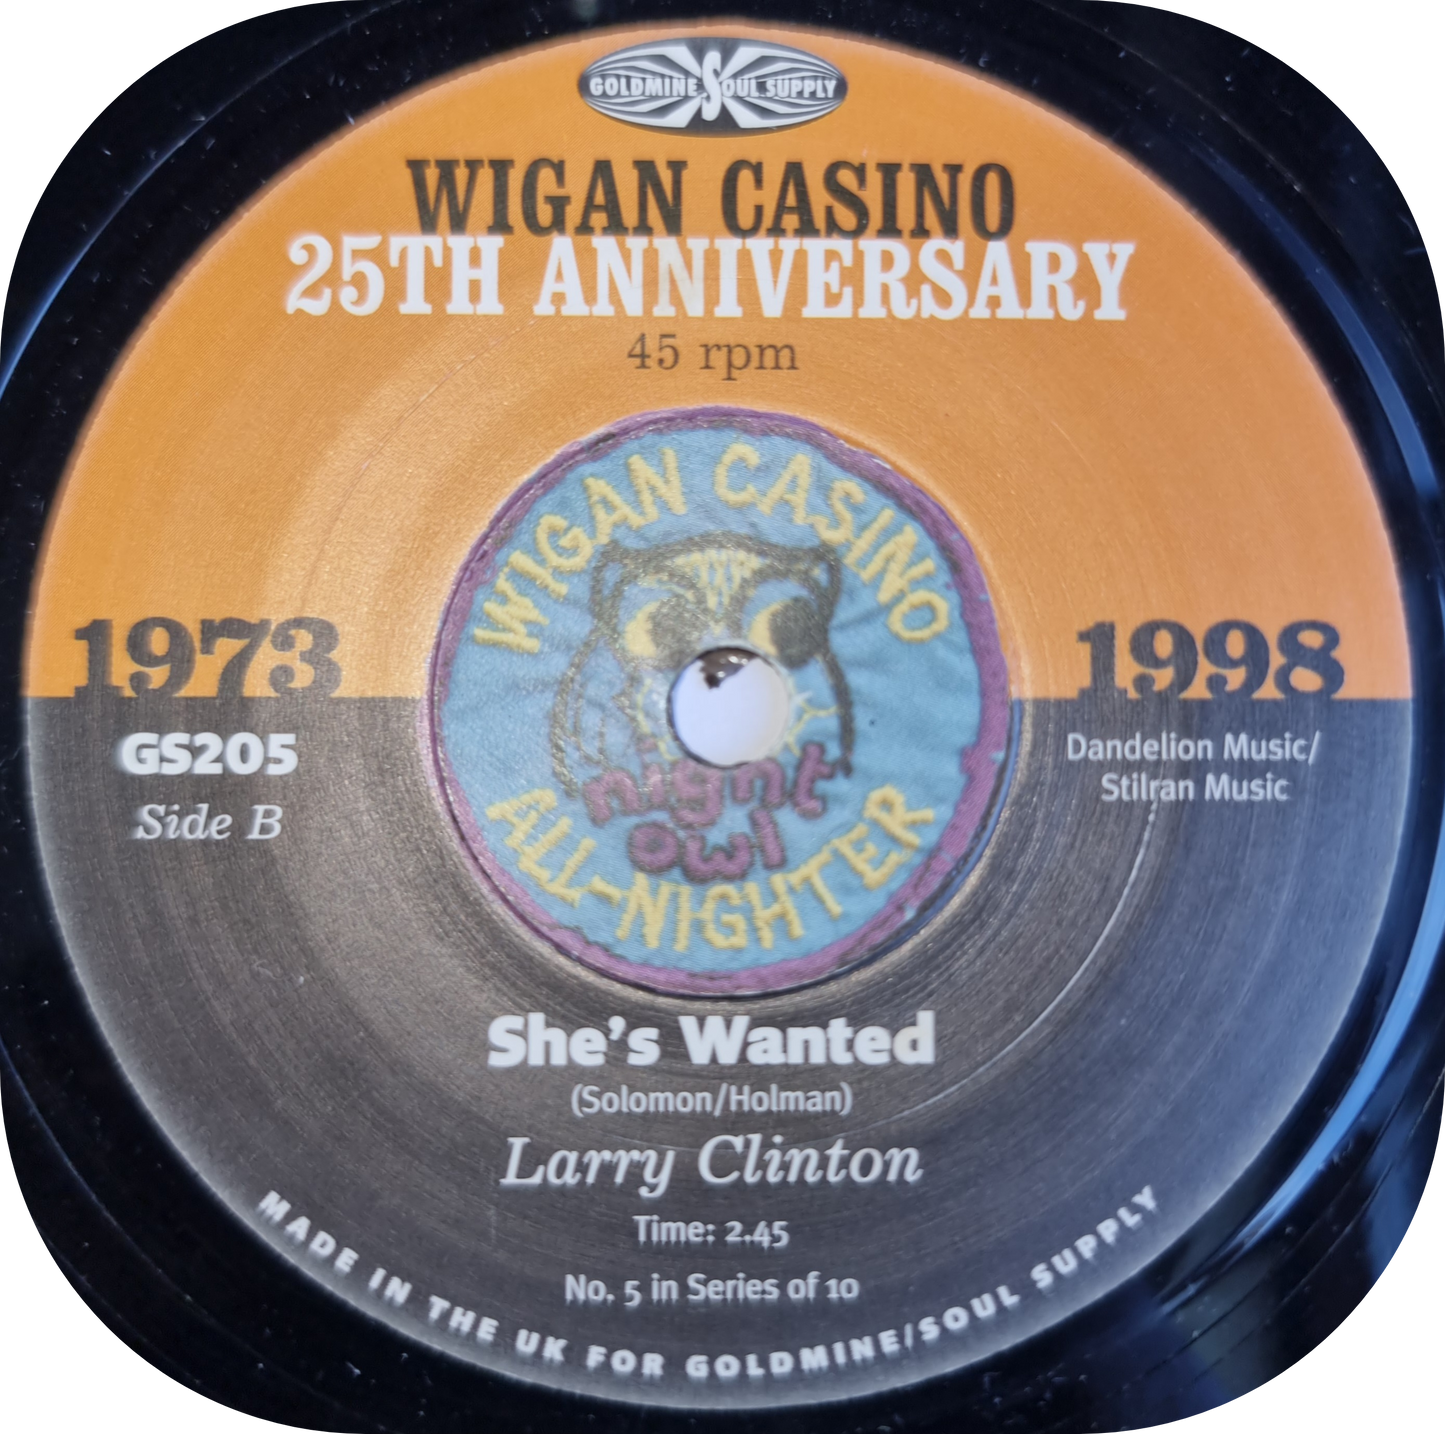 GOLDMINE SOUL SUPPLY
WIGAN CASINO
25TH ANNIVERSARY
45 rpm
WIGAN CASINO
night
owl
ALL-NIGHTER
1973
1998
GS205
Side B
Dandelion Music/
Stilran Music
She's Wanted
(Solomon/Holman)
Larry Clinton
Time: 2.45
No. 5 in Series of 10
MADE IN THE UK FOR GOLDMINE/SOUL SUPPLY